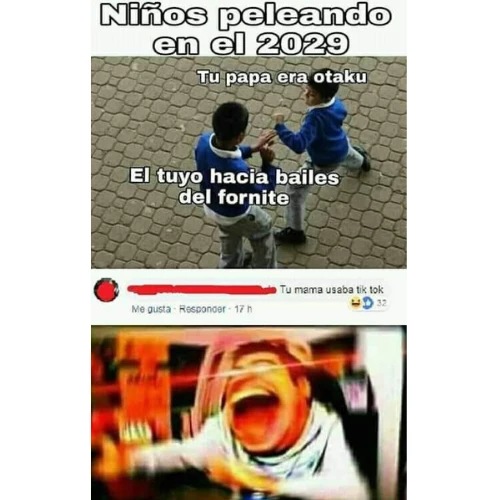 Niños peleando
en el 2029
Tu papa era otaku
El tuyo hacia bailes
del fornite
Tu mama usaba tik tok
32
Me gusta · Responder · 17 h